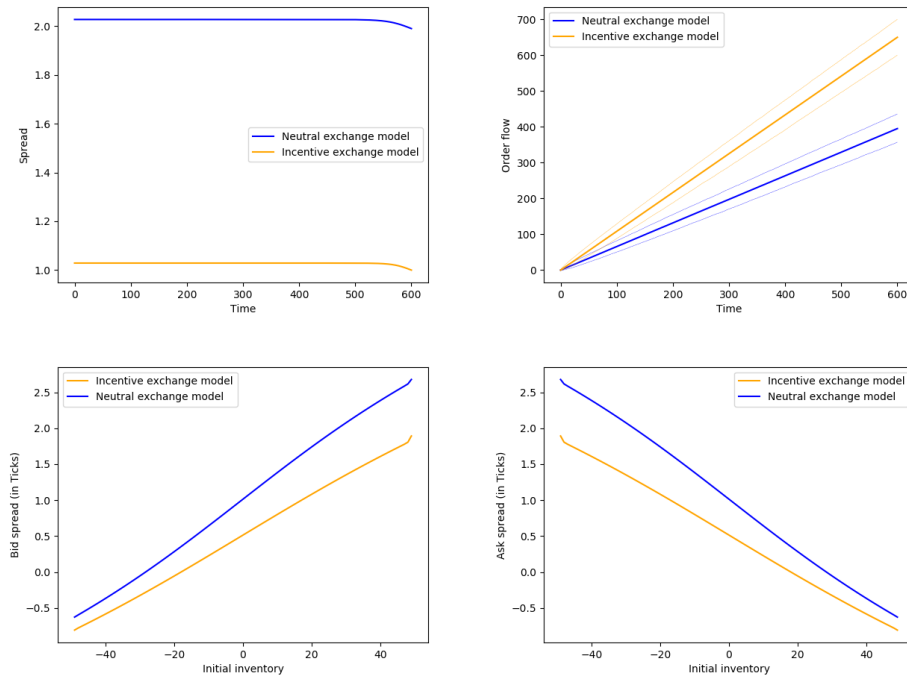 2.0
1.8
1.6
1.4
1.2
1.0
Spread
Neutral exchange model
Incentive exchange model
0 100 200 300 400 500 600
Time
700
600
500
400
300
200
100
0
Order flow
Neutral exchange model
Incentive exchange model
0 100 200 300 400 500 600
Time
2.5
2.0
1.5
1.0
0.5
0.0
−0.5
Bid spread (in Ticks)
Incentive exchange model
Neutral exchange model
−40 −20 0 20 40
Initial inventory
2.5
2.0
1.5
1.0
0.5
0.0
−0.5
Ask spread (in Ticks)
Incentive exchange model
Neutral exchange model
−40 −20 0 20 40
Initial inventory